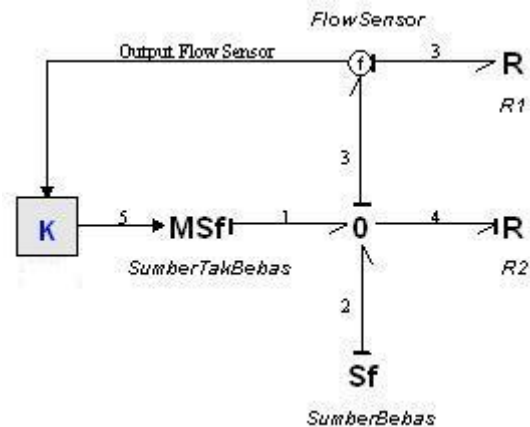 FlowSensor
Output Flow Sensor
f
3
R
R1
3
K
5
MSf
1
0
4
R
SumberTakBebas
R2
2
Sf
SumberBebas